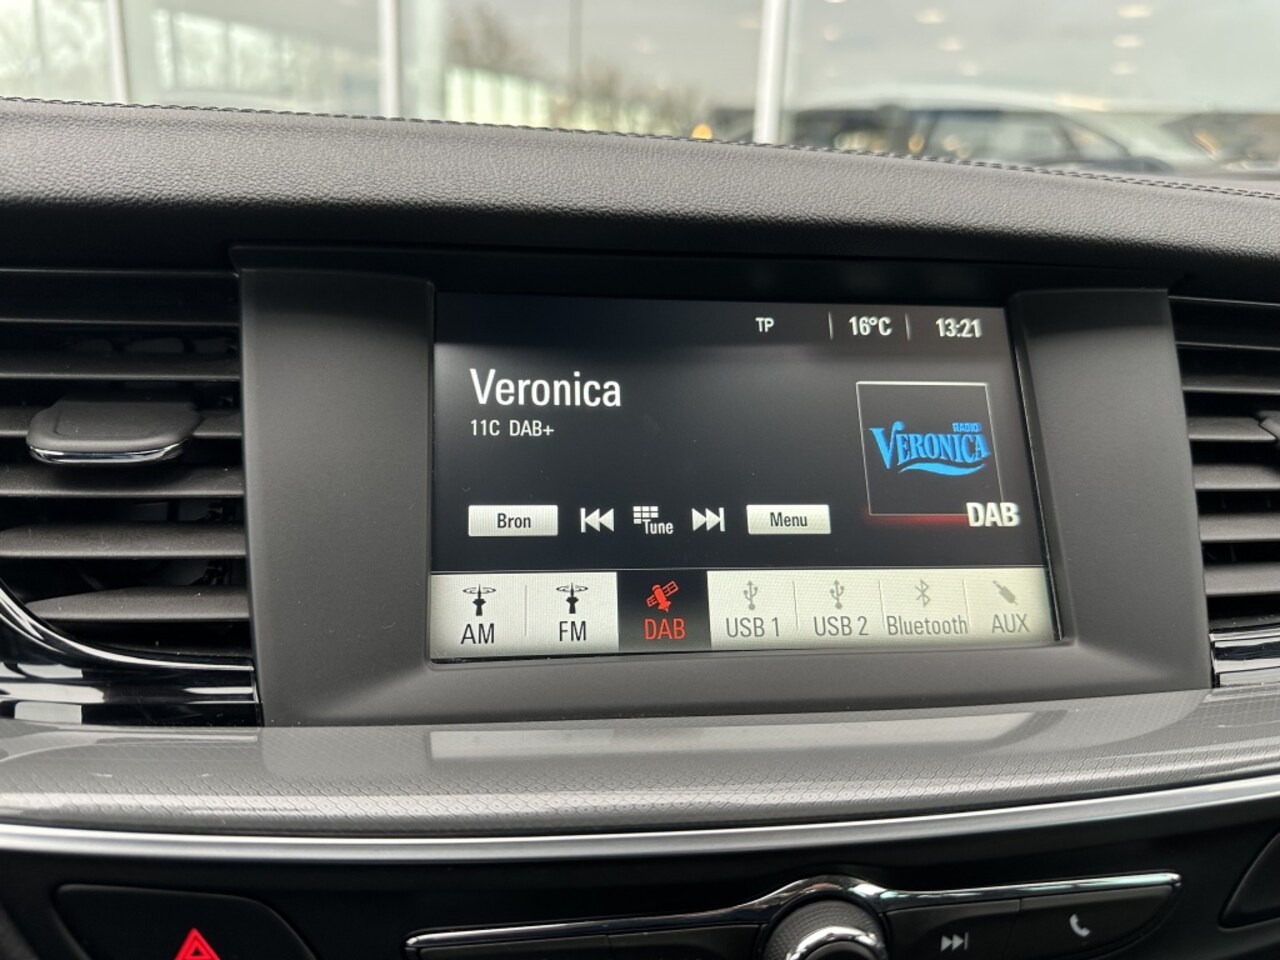 TP 16°C 13:21
Veronica
11C DAB+
RADIO
VERONICA
DAB
Bron Tune Menu
AM FM DAB USB 1 USB 2 Bluetooth AUX